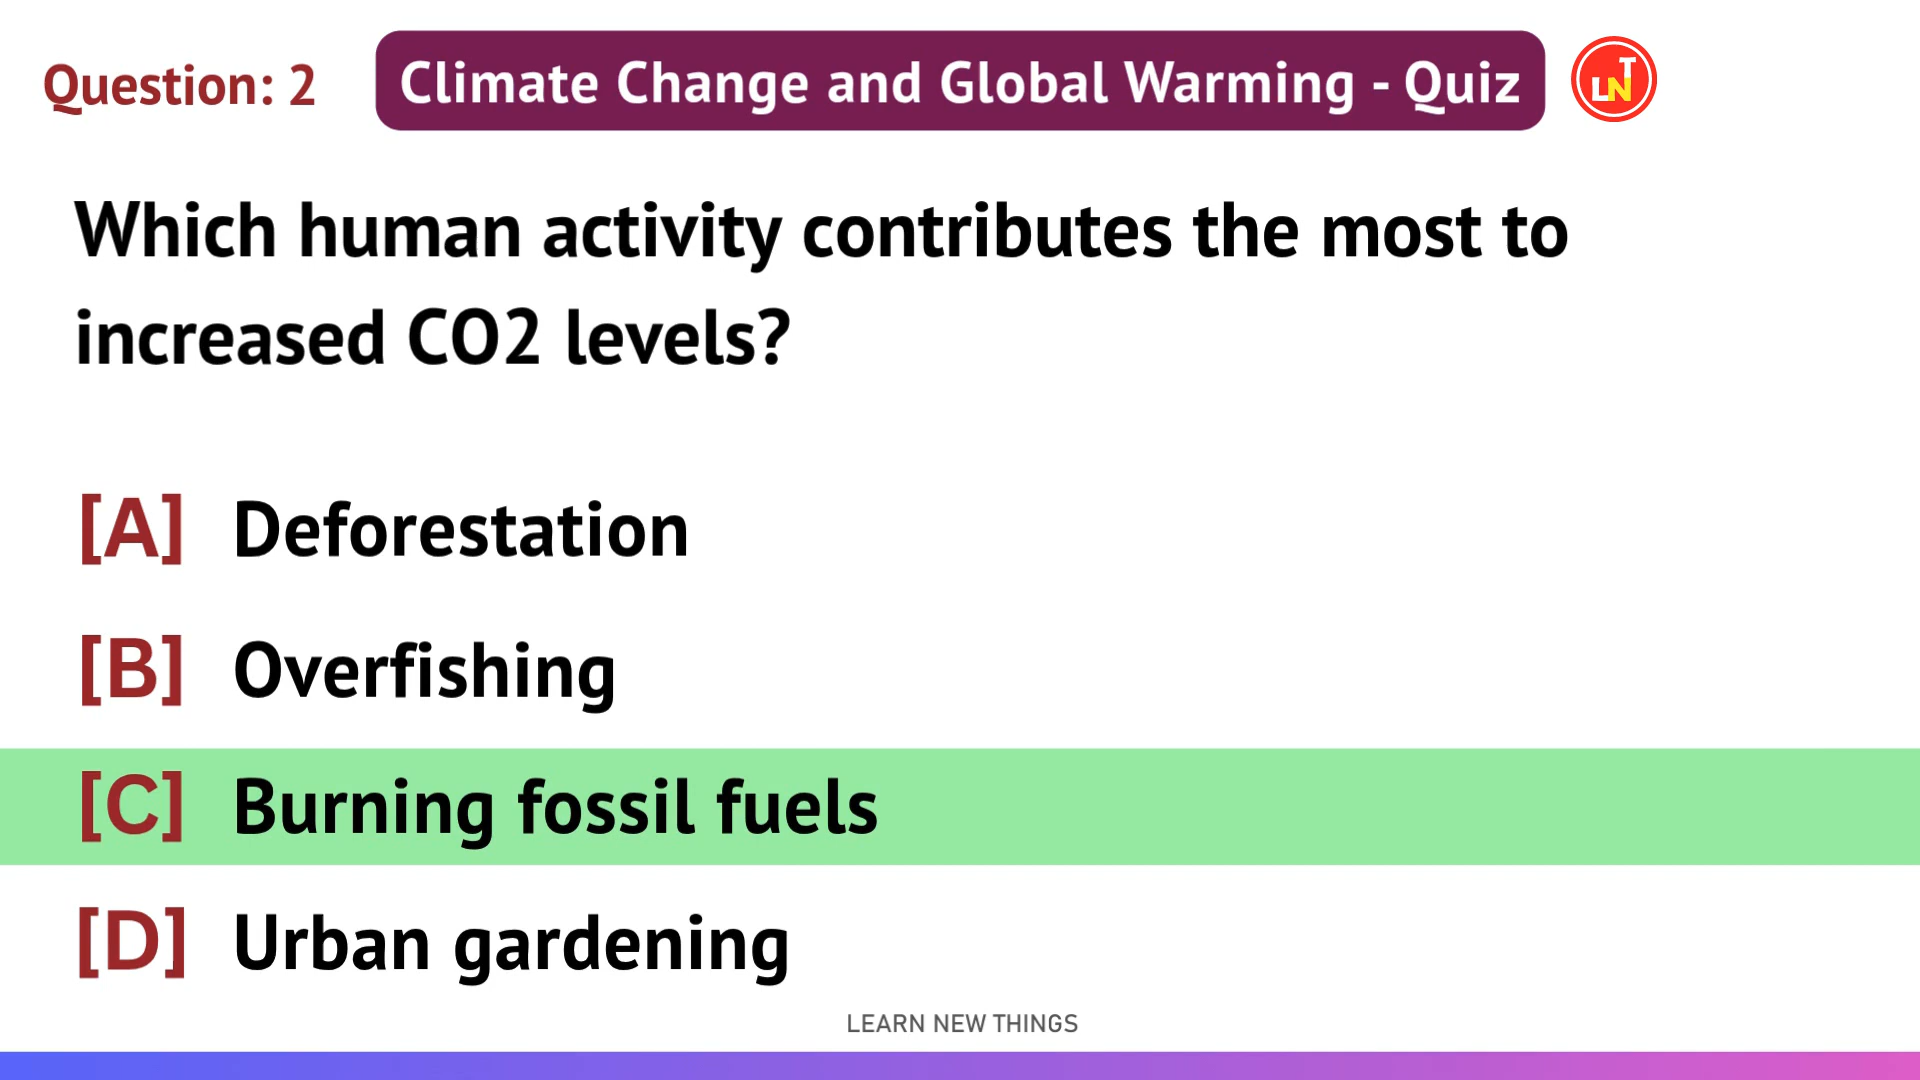 Question: 2
Climate Change and Global Warming - Quiz
LNT
Which human activity contributes the most to
increased CO2 levels?
[A] Deforestation
[B] Overfishing
[C] Burning fossil fuels
[D] Urban gardening
LEARN NEW THINGS